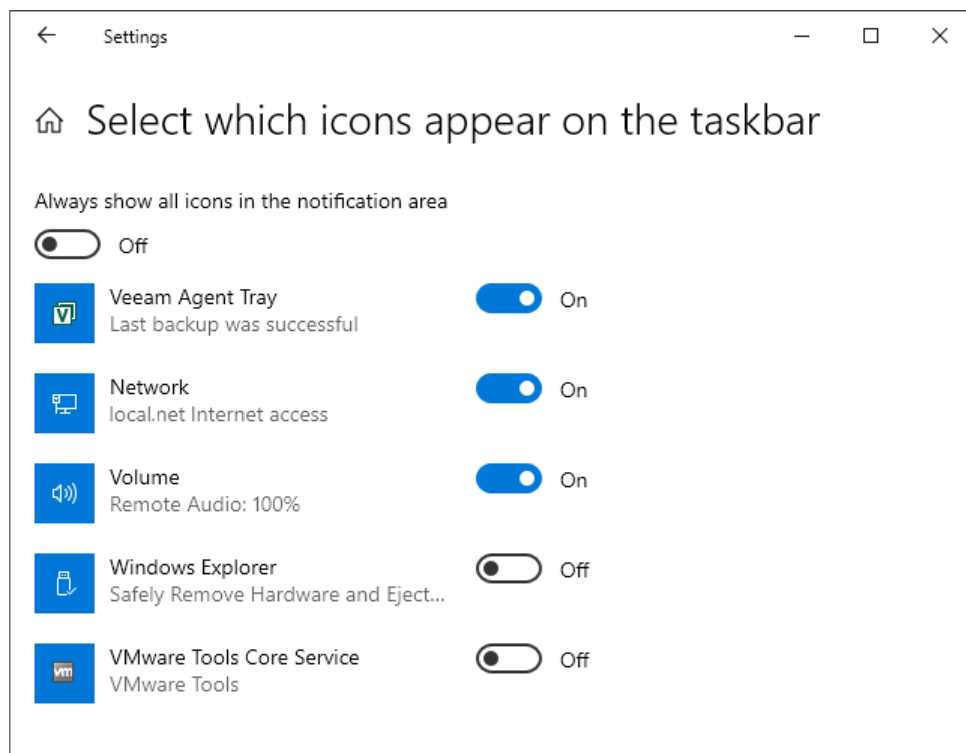 Settings
Select which icons appear on the taskbar
Always show all icons in the notification area
Off
Veeam Agent Tray
On
Last backup was successful
Network
On
local.net Internet access
Volume
On
Remote Audio: 100%
Windows Explorer
Off
Safely Remove Hardware and Eject...
VMware Tools Core Service
Off
VMware Tools
V
vm